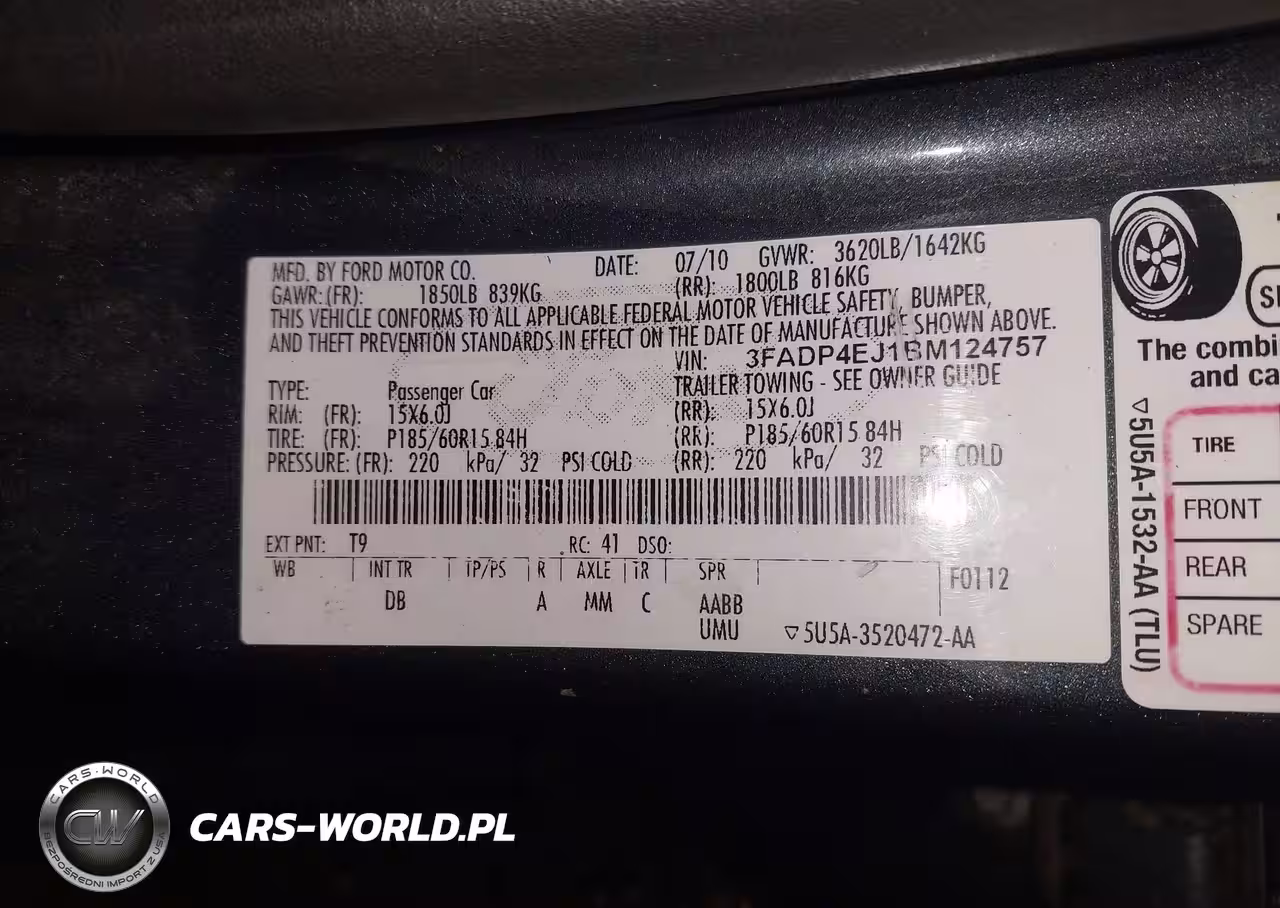 MFD. BY FORD MOTOR CO. DATE: 07/10 GVWR: 3620LB/1642KG
GAWR: (FR): 1850LB 839KG (RR): 1800LB 816KG
THIS VEHICLE CONFORMS TO ALL APPLICABLE FEDERAL MOTOR VEHICLE SAFETY, BUMPER,
AND THEFT PREVENTION STANDARDS IN EFFECT ON THE DATE OF MANUFACTURE SHOWN ABOVE.
VIN: 3FADP4EJ1BM124757
TYPE: Passenger Car TRAILER TOWING - SEE OWNER GUIDE
RIM: (FR): 15X6.0J (RR): 15X6.0J
TIRE: (FR): P185/60R15 84H (RR): P185/60R15 84H
PRESSURE: (FR): 220 kPa/ 32 PSI COLD (RR): 220 kPa/ 32 PSI COLD
EXT PNT: T9 RC: 41 DSO:
WB INT TR TP/PS R AXLE TR SPR F0112
DB A MM C AABB
UMU ▽5U5A-3520472-AA
The combi
and ca
TIRE
FRONT
REAR
SPARE
▽5U5A-1532-AA (TLU)
CARS-WORLD
CW
BEZPOŚREDNI IMPORT Z USA
CARS-WORLD.PL